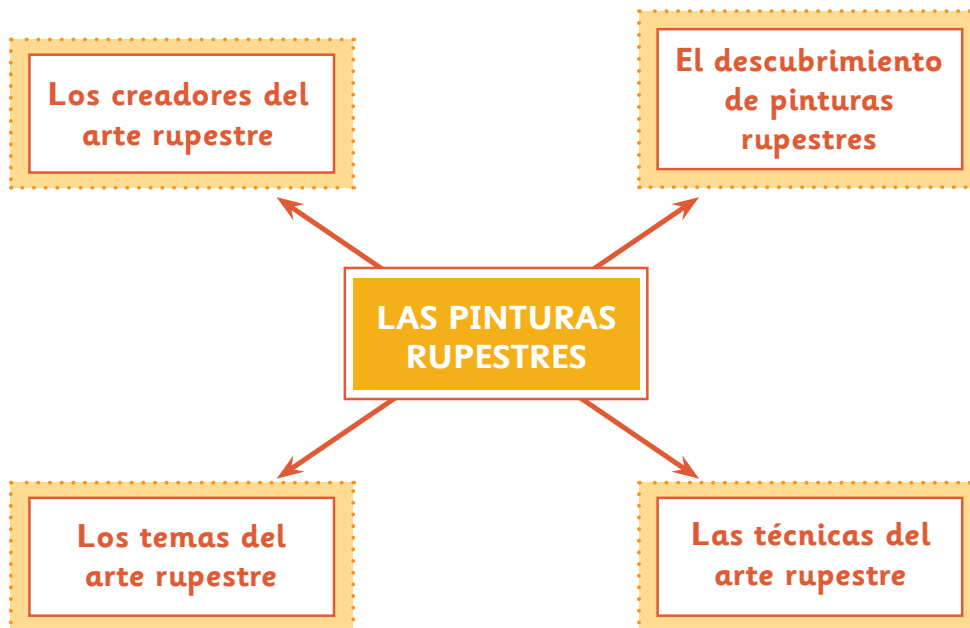 Los creadores del
arte rupestre
El descubrimiento
de pinturas
rupestres
LAS PINTURAS
RUPESTRES
Los temas del
arte rupestre
Las técnicas del
arte rupestre